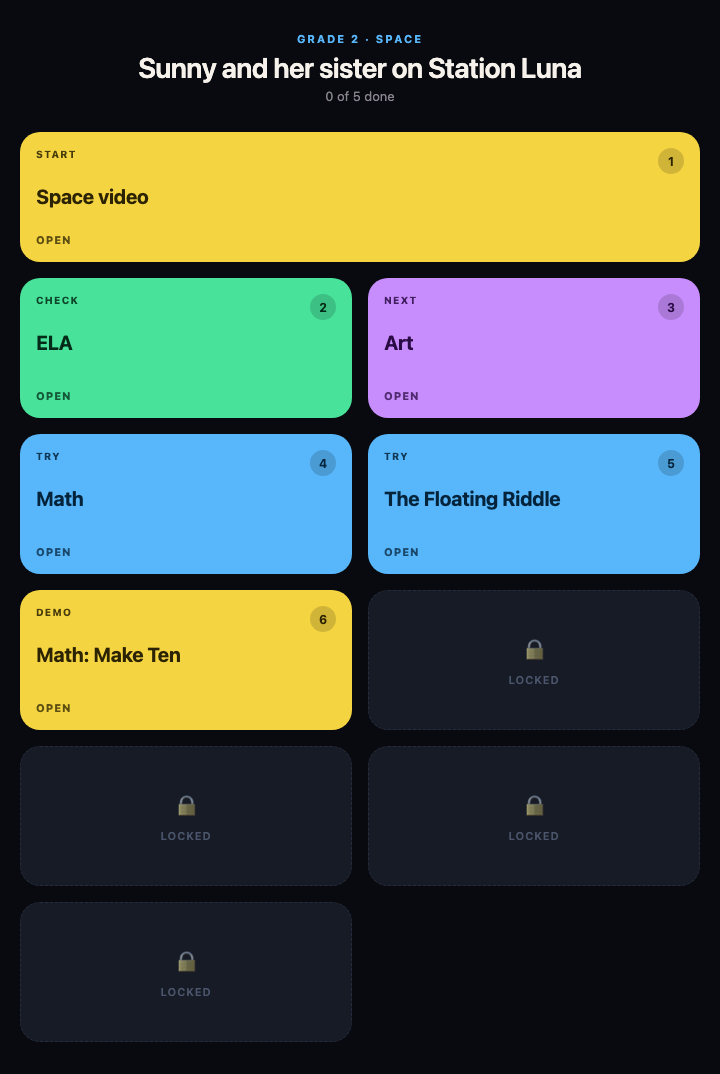 GRADE 2 · SPACE
Sunny and her sister on Station Luna
0 of 5 done
START
1
Space video
OPEN
CHECK
2
ELA
OPEN
NEXT
3
Art
OPEN
TRY
4
Math
OPEN
TRY
5
The Floating Riddle
OPEN
DEMO
6
Math: Make Ten
OPEN
LOCKED
LOCKED
LOCKED
LOCKED